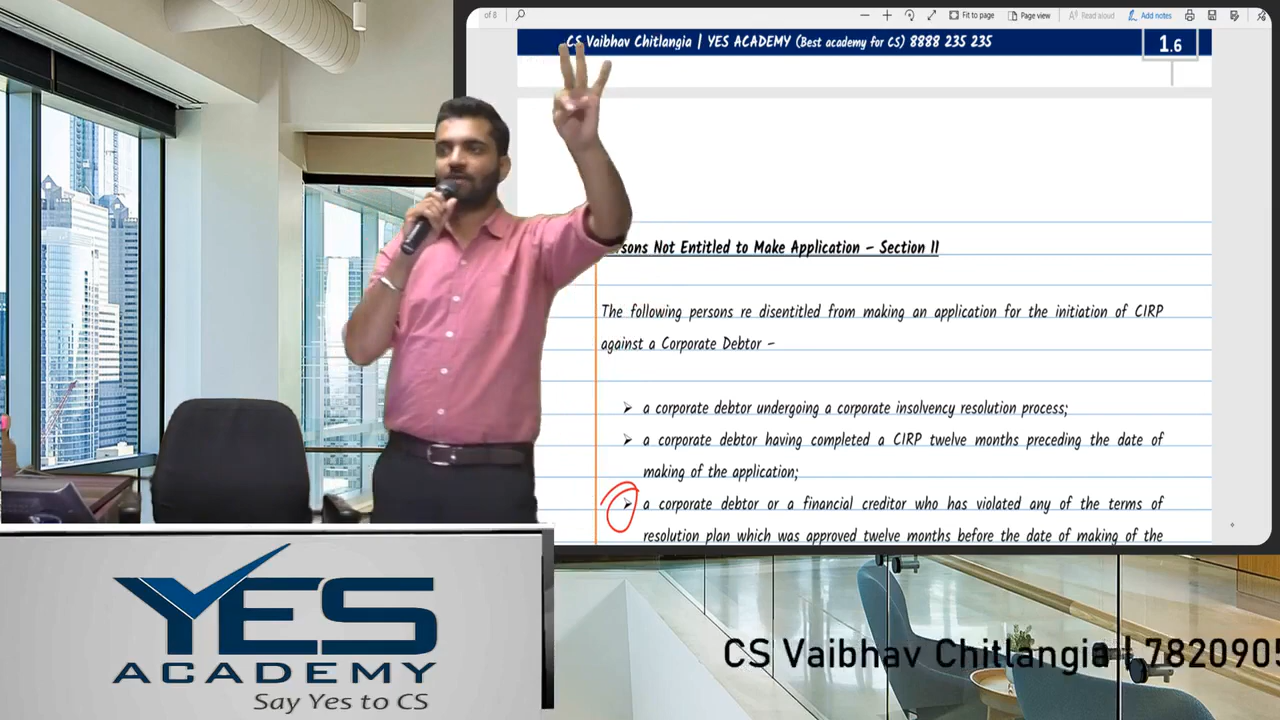 of 8
Fit to page
Page view
Read aloud
Add notes
CS Vaibhav Chitlangia | YES ACADEMY (Best academy for CS) 8888 235 235
1.6
sons Not Entitled to Make Application – Section 11
The following persons re disentitled from making an application for the initiation of CIRP
against a Corporate Debtor –
➢ a corporate debtor undergoing a corporate insolvency resolution process;
➢ a corporate debtor having completed a CIRP twelve months preceding the date of
making of the application;
➢ a corporate debtor or a financial creditor who has violated any of the terms of
resolution plan which was approved twelve months before the date of making of the
YES
ACADEMY
Say Yes to CS
CS Vaibhav Chitlangia | 7820905